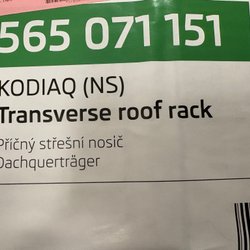 565 071 151
KODIAQ (NS)
Transverse roof rack
Příčný střešní nosič
Dachquerträger